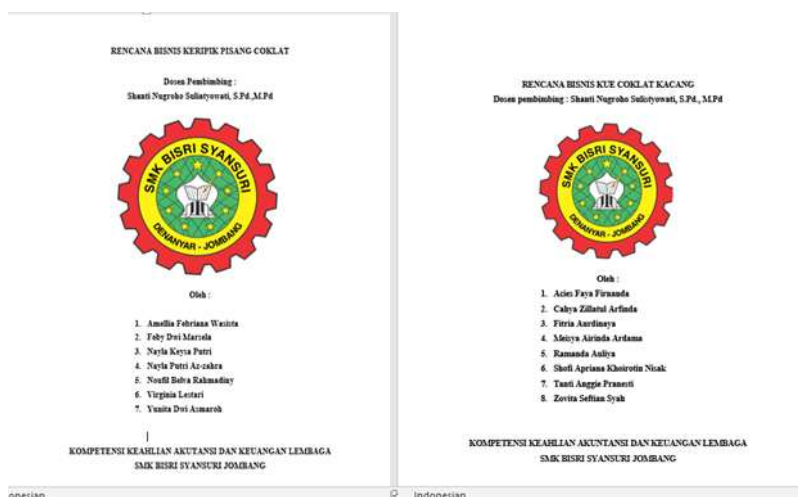 RENCANA BISNIS KERIPIK PISANG COKLAT
Dosen Pembimbing :
Shanti Nugroho Sulistyowati, S.Pd.,M.Pd
SMK BISRI SYANSURI
DENANYAR - JOMBANG
Oleh :
1. Amellia Febriana Wasista
2. Feby Dwi Marsela
3. Nayla Keysa Putri
4. Nayla Putri Az-zahra
5. Noufil Belva Rahmadiny
6. Virginia Lestari
7. Yunita Dwi Asmaroh
KOMPETENSI KEAHLIAN AKUTANSI DAN KEUANGAN LEMBAGA
SMK BISRI SYANSURI JOMBANG
RENCANA BISNIS KUE COKLAT KACANG
Dosen pembimbing : Shanti Nugroho Sulistyowati, S.Pd., M.Pd
SMK BISRI SYANSURI
DENANYAR - JOMBANG
Oleh :
1. Acies Faya Firnanda
2. Cahya Zillatul Arfinda
3. Fitria Aurdinaya
4. Meisya Airinda Ardama
5. Ramanda Auliya
6. Shofi Apriana Khoirotin Nisak
7. Tanti Anggie Pranesti
8. Zovita Seftian Syah
KOMPETENSI KEAHLIAN AKUNTANSI DAN KEUANGAN LEMBAGA
SMK BISRI SYANSURI JOMBANG
Indonesian